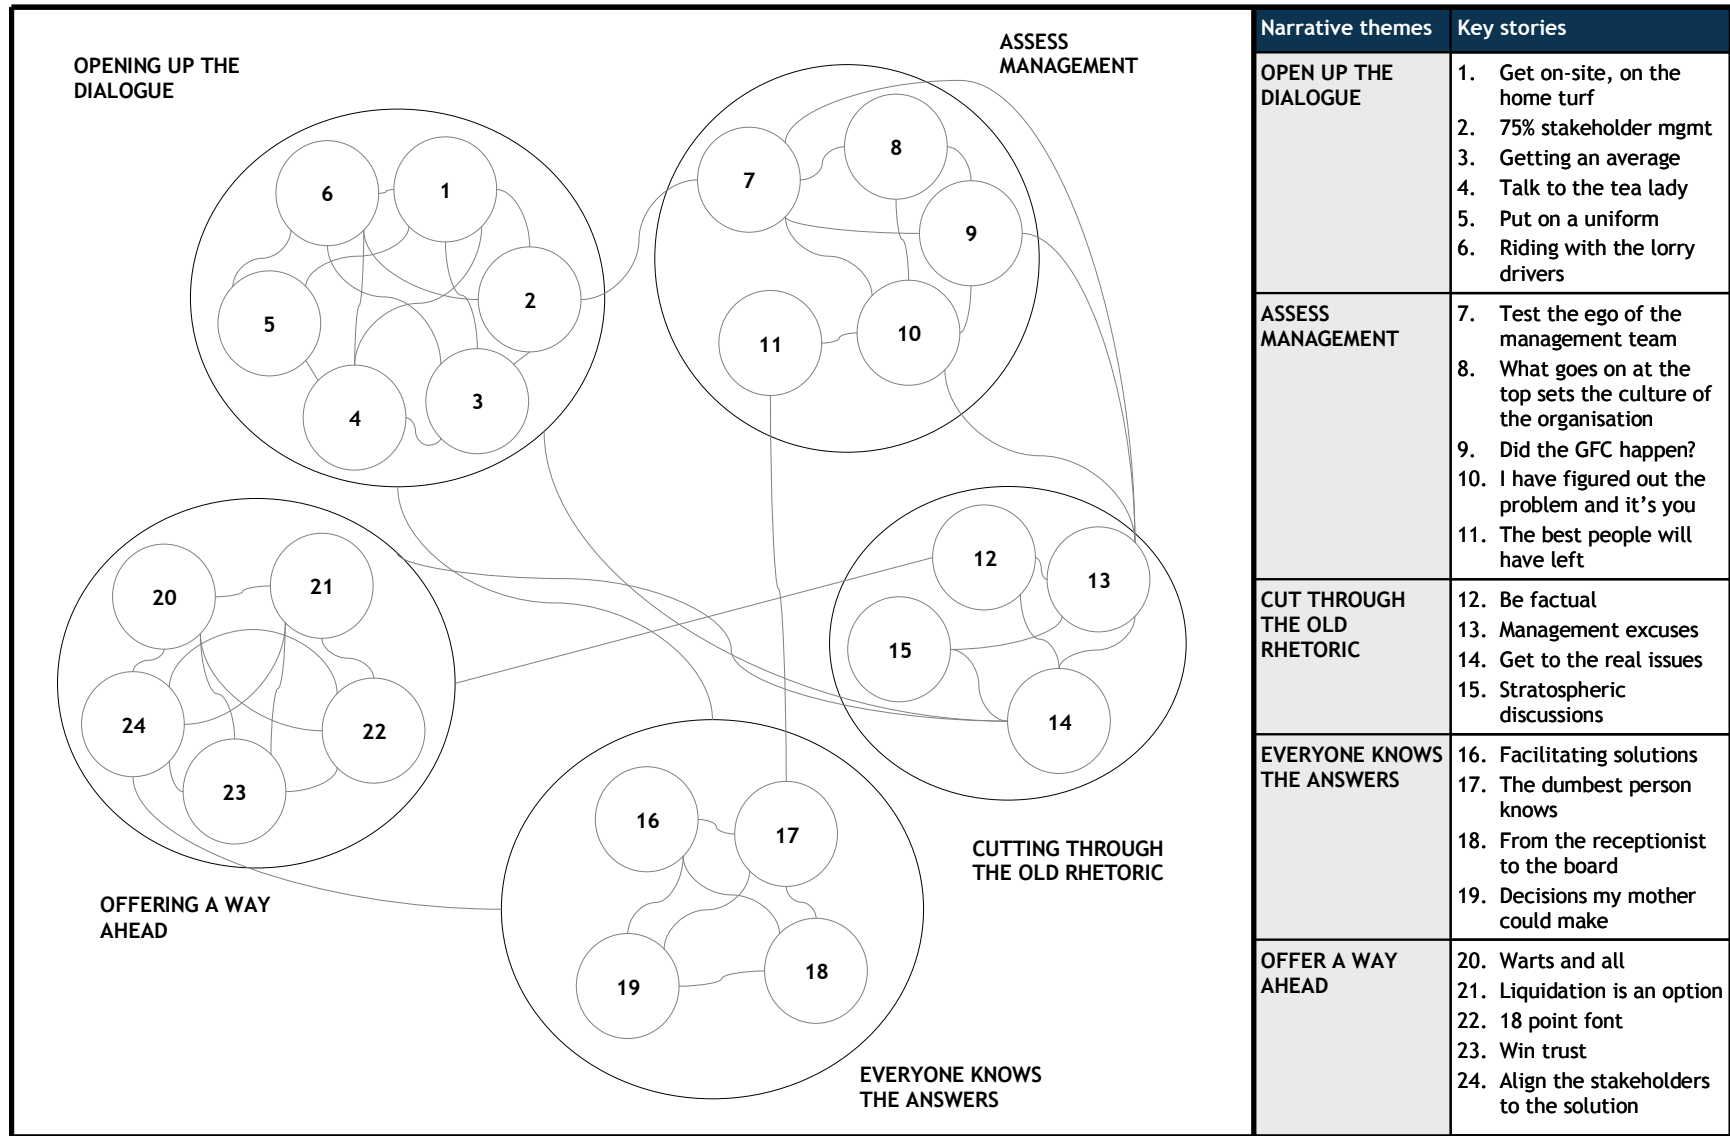 OPENING UP THE
DIALOGUE
ASSESS
MANAGEMENT
6
1
2
5
4
3
7
8
9
11
10
20
21
24
22
23
12
13
15
14
16
17
19
18
OFFERING A WAY
AHEAD
CUTTING THROUGH
THE OLD RHETORIC
EVERYONE KNOWS
THE ANSWERS
Narrative themes Key stories
OPEN UP THE
DIALOGUE
1. Get on-site, on the
home turf
2. 75% stakeholder mgmt
3. Getting an average
4. Talk to the tea lady
5. Put on a uniform
6. Riding with the lorry
drivers
ASSESS
MANAGEMENT
7. Test the ego of the
management team
8. What goes on at the
top sets the culture of
the organisation
9. Did the GFC happen?
10. I have figured out the
problem and it’s you
11. The best people will
have left
CUT THROUGH
THE OLD
RHETORIC
12. Be factual
13. Management excuses
14. Get to the real issues
15. Stratospheric
discussions
EVERYONE KNOWS
THE ANSWERS
16. Facilitating solutions
17. The dumbest person
knows
18. From the receptionist
to the board
19. Decisions my mother
could make
OFFER A WAY
AHEAD
20. Warts and all
21. Liquidation is an option
22. 18 point font
23. Win trust
24. Align the stakeholders
to the solution